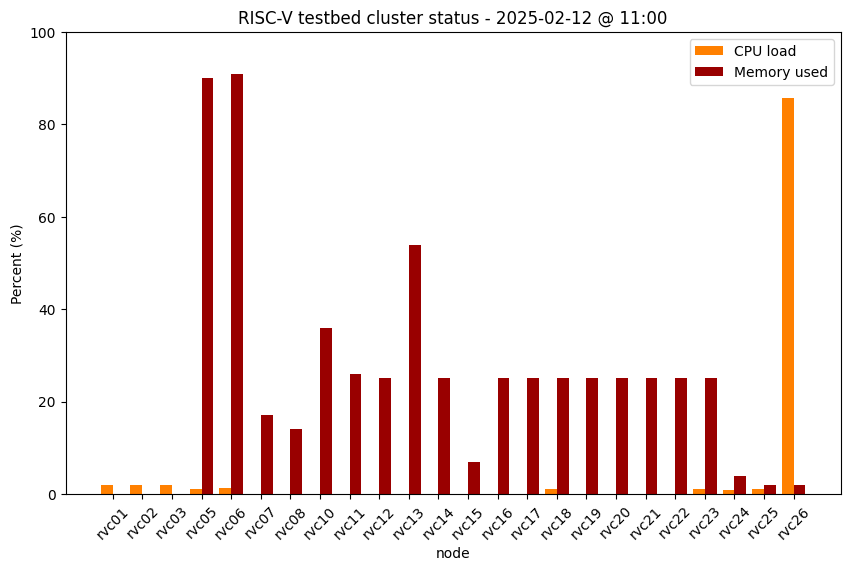 RISC-V testbed cluster status - 2025-02-12 @ 11:00
CPU load
Memory used
Percent (%)
100
80
60
40
20
0
rvc01
rvc02
rvc03
rvc05
rvc06
rvc07
rvc08
rvc10
rvc11
rvc12
rvc13
rvc14
rvc15
rvc16
rvc17
rvc18
rvc19
rvc20
rvc21
rvc22
rvc23
rvc24
rvc25
rvc26
node